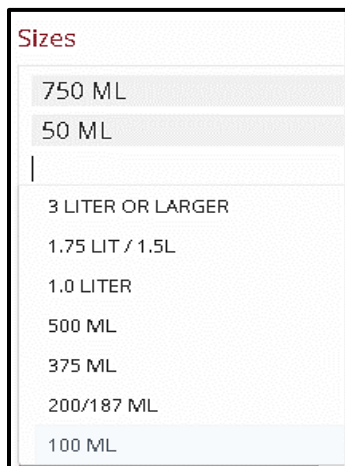 Sizes
750 ML
50 ML
3 LITER OR LARGER
1.75 LIT / 1.5L
1.0 LITER
500 ML
375 ML
200/187 ML
100 ML